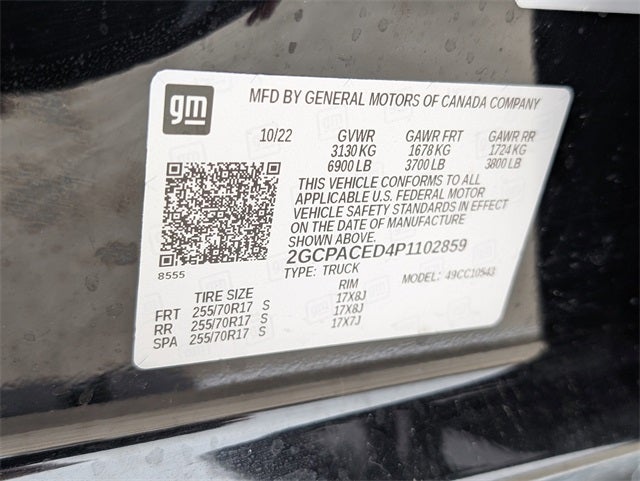 gm
MFD BY GENERAL MOTORS OF CANADA COMPANY
10/22 GVWR GAWR FRT GAWR RR
3130 KG 1678 KG 1724 KG
6900 LB 3700 LB 3800 LB
THIS VEHICLE CONFORMS TO ALL
APPLICABLE U.S. FEDERAL MOTOR
VEHICLE SAFETY STANDARDS IN EFFECT
ON THE DATE OF MANUFACTURE
SHOWN ABOVE.
8555
2GCPACED4P1102859
TYPE: TRUCK MODEL: 49CC10543
TIRE SIZE RIM
FRT 255/70R17 S 17X8J
RR 255/70R17 S 17X8J
SPA 255/70R17 S 17X7J